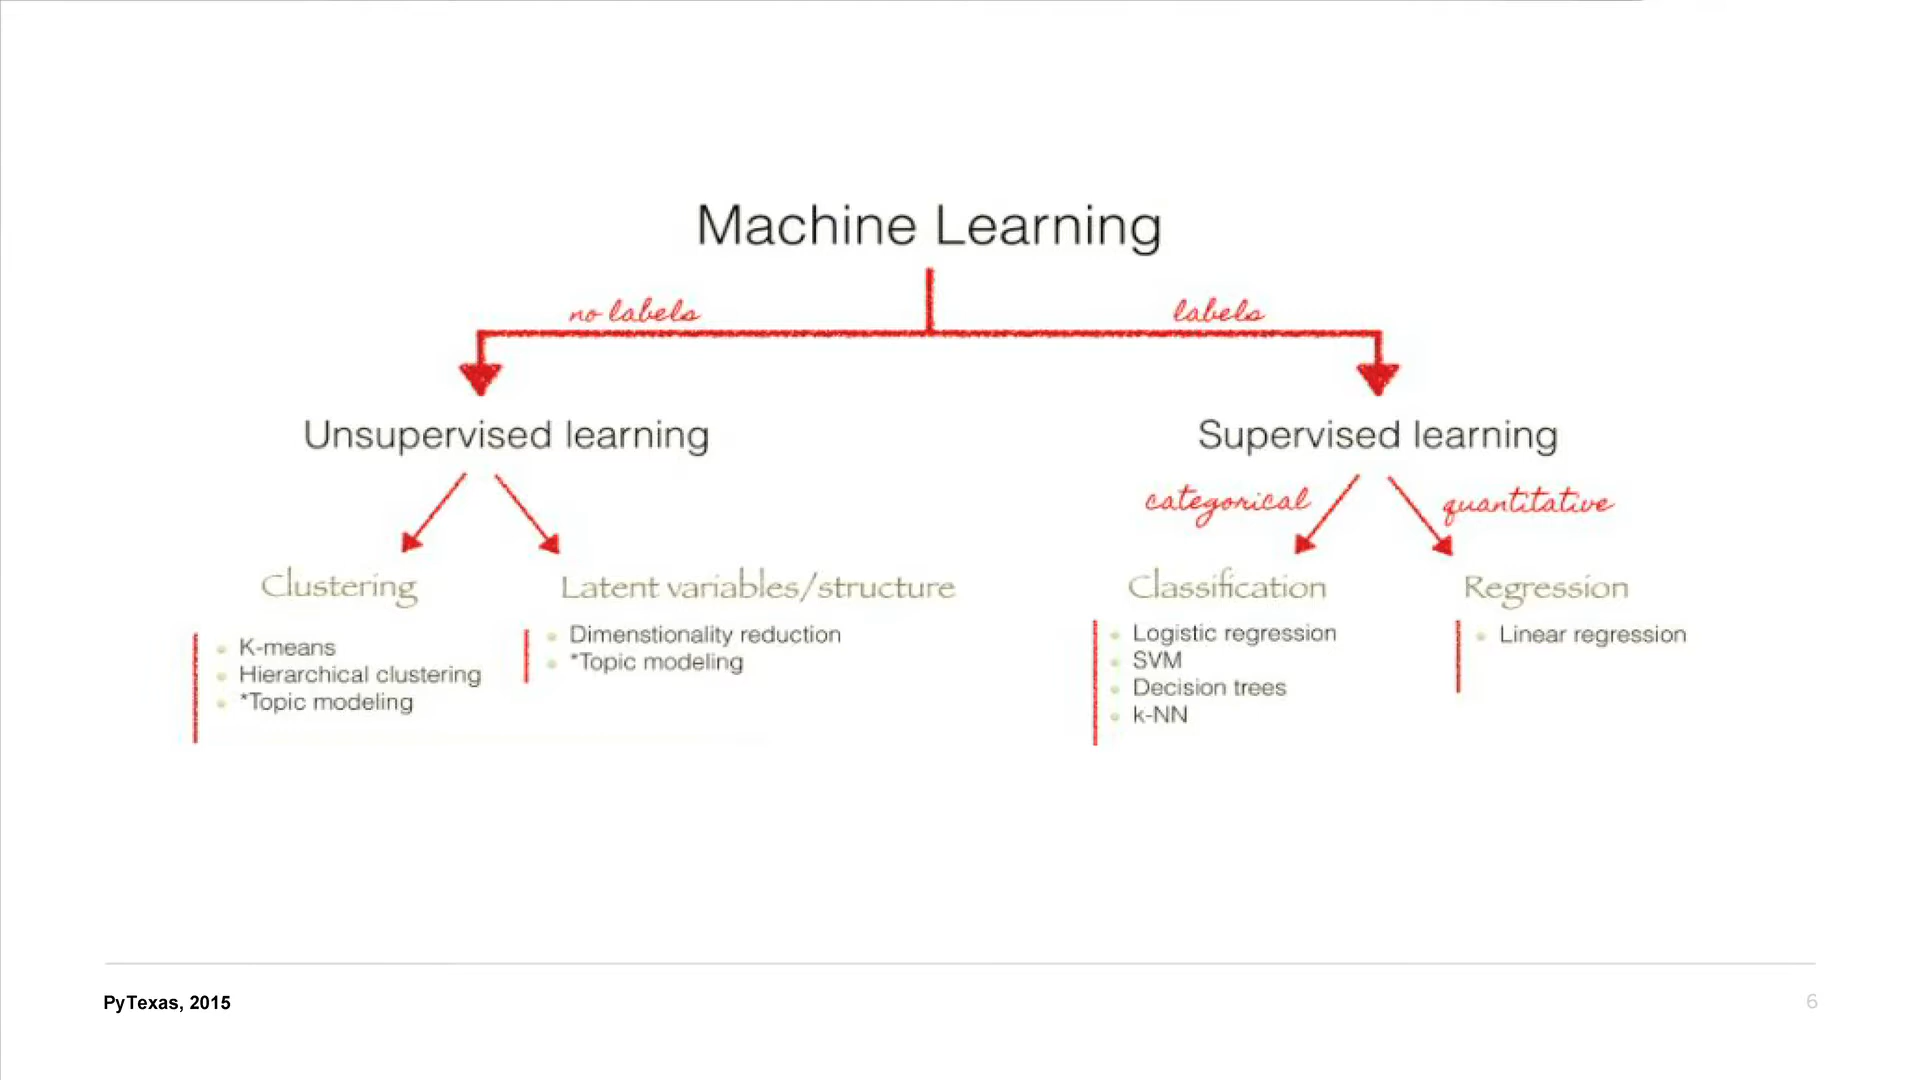 Machine Learning
no labels
labels
Unsupervised learning
Supervised learning
categorical
quantitative
Clustering
Latent variables/structure
Classification
Regression
K-means
Hierarchical clustering
*Topic modeling
Dimenstionality reduction
*Topic modeling
Logistic regression
SVM
Decision trees
k-NN
Linear regression
PyTexas, 2015
6